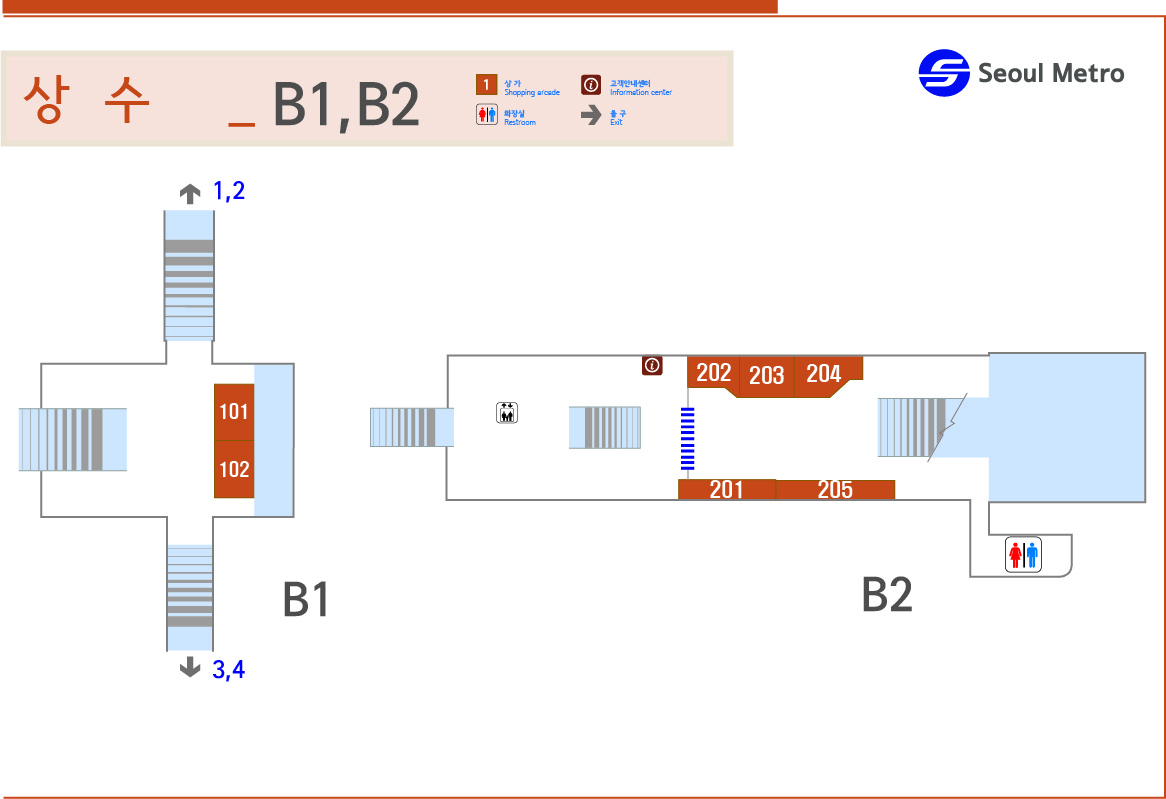 상 수 _ B1,B2
1 상 가
Shopping arcade
i 고객안내센터
Information center
화장실
Restroom
출 구
Exit
Seoul Metro
1,2
101
102
3,4
B1
i
202 203 204
201 205
B2